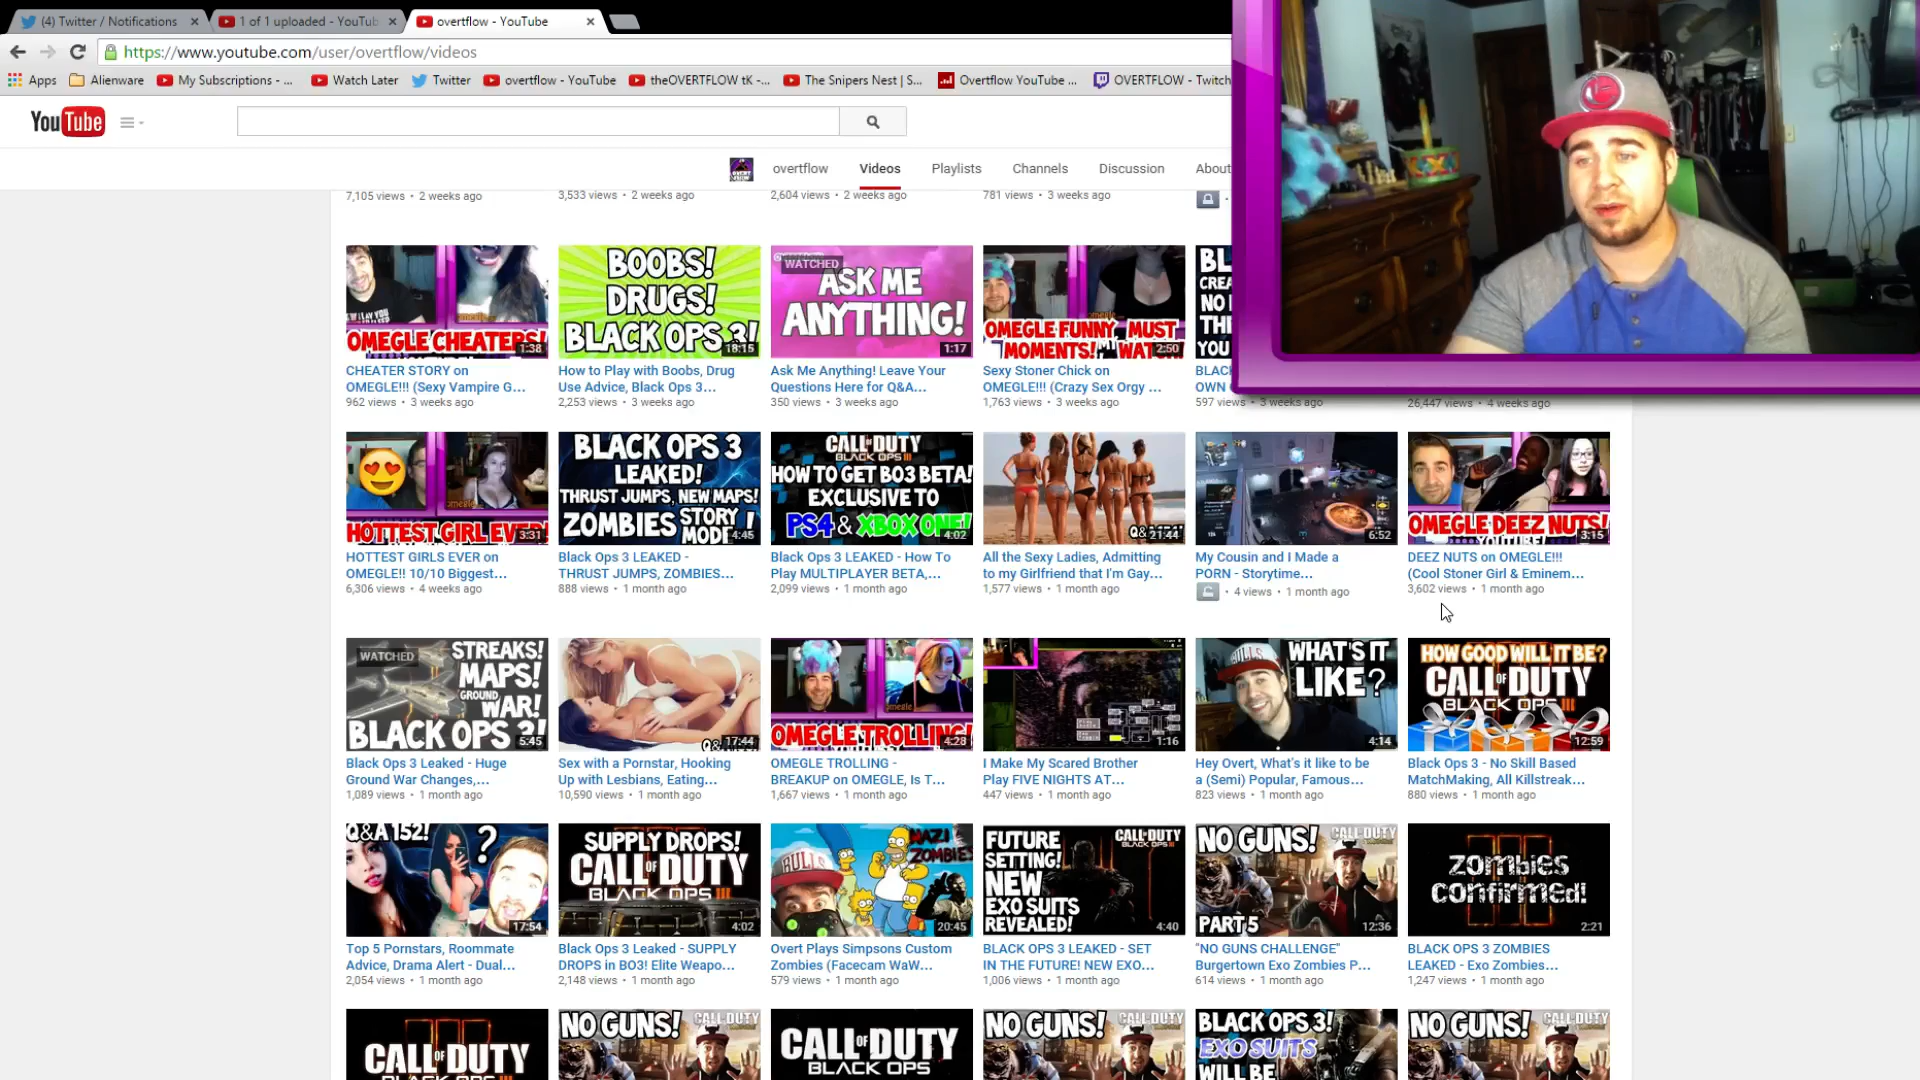 (4) Twitter / Notifications
1 of 1 uploaded - YouTub
overtflow - YouTube
https://www.youtube.com/user/overtflow/videos
Apps
Alienware
My Subscriptions - ...
Watch Later
Twitter
overtflow - YouTube
theOVERTFLOW tK -...
The Snipers Nest | S...
Overtflow YouTube ...
OVERTFLOW - Twitch
YouTube
overtflow
Videos
Playlists
Channels
Discussion
About
7,105 views • 2 weeks ago
3,533 views • 2 weeks ago
2,604 views • 2 weeks ago
781 views • 3 weeks ago
OMEGLE CHEATERS!
1:38
BOOBS!
DRUGS!
BLACK OPS 3!
18:15
WATCHED
ASK ME
ANYTHING!
1:17
OMEGLE FUNNY MUST
MOMENTS!
2:50
BL
CREA
NO
THE
YOU
CHEATER STORY on
OMEGLE!!! (Sexy Vampire G...
962 views • 3 weeks ago
How to Play with Boobs, Drug
Use Advice, Black Ops 3...
2,253 views • 3 weeks ago
Ask Me Anything! Leave Your
Questions Here for Q&A...
350 views • 3 weeks ago
Sexy Stoner Chick on
OMEGLE!!! (Crazy Sex Orgy ...
1,763 views • 3 weeks ago
BLAC
OWN
597 views • 3 weeks ago
26,447 views • 4 weeks ago
omegle
HOTTEST GIRL EVER
3:31
BLACK OPS 3
LEAKED!
THRUST JUMPS, NEW MAPS!
ZOMBIES STORY MODE!
4:45
CALL OF DUTY
BLACK OPS III
HOW TO GET BO3 BETA!
EXCLUSIVE TO
PS4 & XBOX ONE!
4:02
Q&A 154!
21:44
6:52
OMEGLE DEEZ NUTS!
YOUTUBE!
3:15
HOTTEST GIRLS EVER on
OMEGLE!! 10/10 Biggest...
6,306 views • 4 weeks ago
Black Ops 3 LEAKED -
THRUST JUMPS, ZOMBIES...
888 views • 1 month ago
Black Ops 3 LEAKED - How To
Play MULTIPLAYER BETA,...
2,099 views • 1 month ago
All the Sexy Ladies, Admitting
to my Girlfriend that I'm Gay...
1,577 views • 1 month ago
My Cousin and I Made a
PORN - Storytime...
• 4 views • 1 month ago
DEEZ NUTS on OMEGLE!!!
(Cool Stoner Girl & Eminem...
3,602 views • 1 month ago
WATCHED
STREAKS!
MAPS!
GROUND
WAR!
BLACK OPS 3!
5:45
17:44
omegle
OMEGLE TROLLING!
4:28
1:16
BULLS
WHAT'S IT
LIKE?
4:14
HOW GOOD WILL IT BE?
CALL OF DUTY
BLACK OPS III
12:59
Black Ops 3 Leaked - Huge
Ground War Changes,...
1,089 views • 1 month ago
Sex with a Pornstar, Hooking
Up with Lesbians, Eating...
10,590 views • 1 month ago
OMEGLE TROLLING -
BREAKUP on OMEGLE, Is T...
1,667 views • 1 month ago
I Make My Scared Brother
Play FIVE NIGHTS AT...
447 views • 1 month ago
Hey Overt, What's it like to be
a (Semi) Popular, Famous...
823 views • 1 month ago
Black Ops 3 - No Skill Based
MatchMaking, All Killstreak...
880 views • 1 month ago
Q&A 152!
?
17:54
SUPPLY DROPS!
CALL OF DUTY
BLACK OPS III
4:02
BULLS
NAZI
ZOMBIES
20:45
FUTURE
SETTING!
NEW
EXO SUITS
REVEALED!
CALL OF DUTY
BLACK OPS III
4:40
NO GUNS!
CALL OF DUTY
PART 5
12:36
ZOMBIES
CONFIRMED!
2:21
Top 5 Pornstars, Roommate
Advice, Drama Alert - Dual...
2,054 views • 1 month ago
Black Ops 3 Leaked - SUPPLY
DROPS in BO3! Elite Weapo...
2,148 views • 1 month ago
Overt Plays Simpsons Custom
Zombies (Facecam WaW...
579 views • 1 month ago
BLACK OPS 3 LEAKED - SET
IN THE FUTURE! NEW EXO...
1,006 views • 1 month ago
"NO GUNS CHALLENGE"
Burgertown Exo Zombies P...
614 views • 1 month ago
BLACK OPS 3 ZOMBIES
LEAKED - Exo Zombies...
1,247 views • 1 month ago
CALL OF DUTY
BLACK OPS
NO GUNS!
CALL OF DUTY
CALL OF DUTY
BLACK OPS
NO GUNS!
CALL OF DUTY
BLACK OPS 3!
EXO SUITS
WILL BE
NO GUNS!
CALL OF DUTY